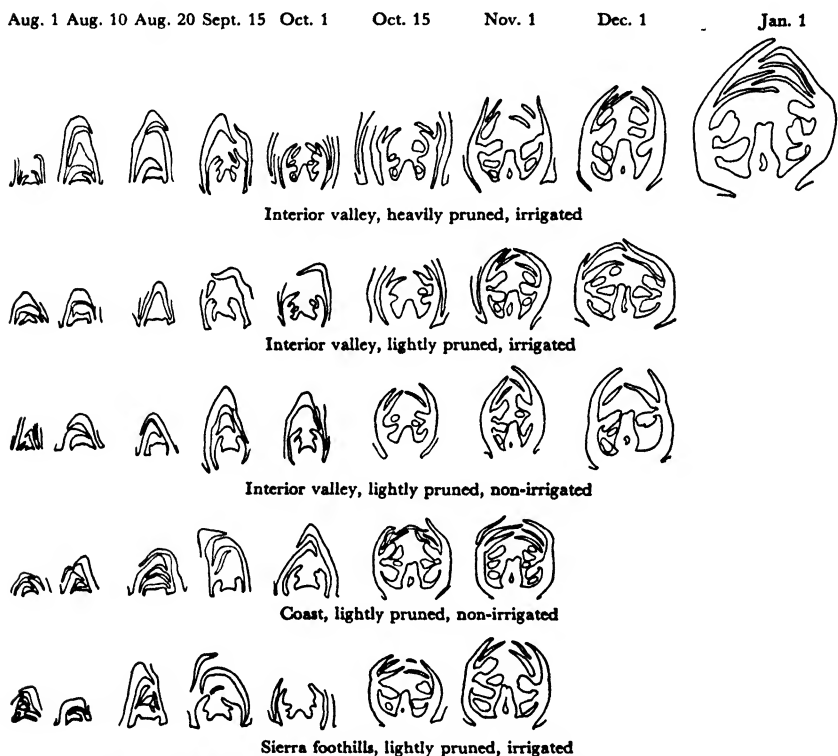 Aug. 1 Aug. 10 Aug. 20 Sept. 15 Oct. 1 Oct. 15 Nov. 1 Dec. 1 Jan. 1
Interior valley, heavily pruned, irrigated
Interior valley, lightly pruned, irrigated
Interior valley, lightly pruned, non-irrigated
Coast, lightly pruned, non-irrigated
Sierra foothills, lightly pruned, irrigated